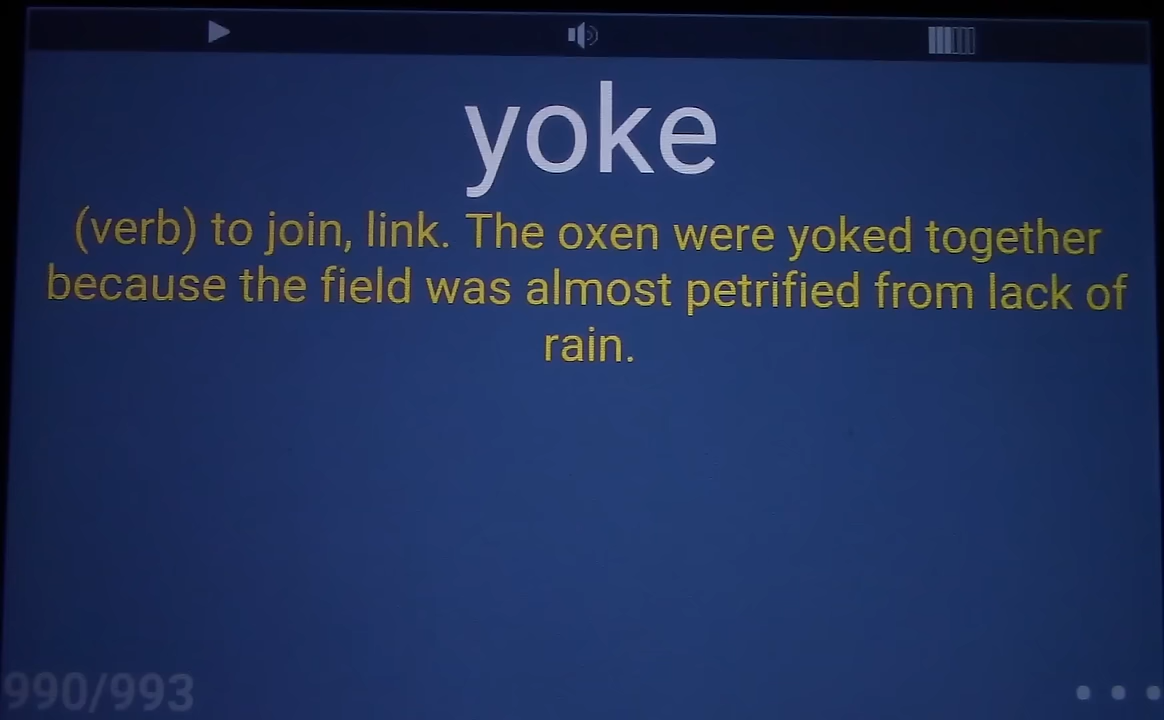 yoke
(verb) to join, link. The oxen were yoked together
because the field was almost petrified from lack of
rain.
990/993